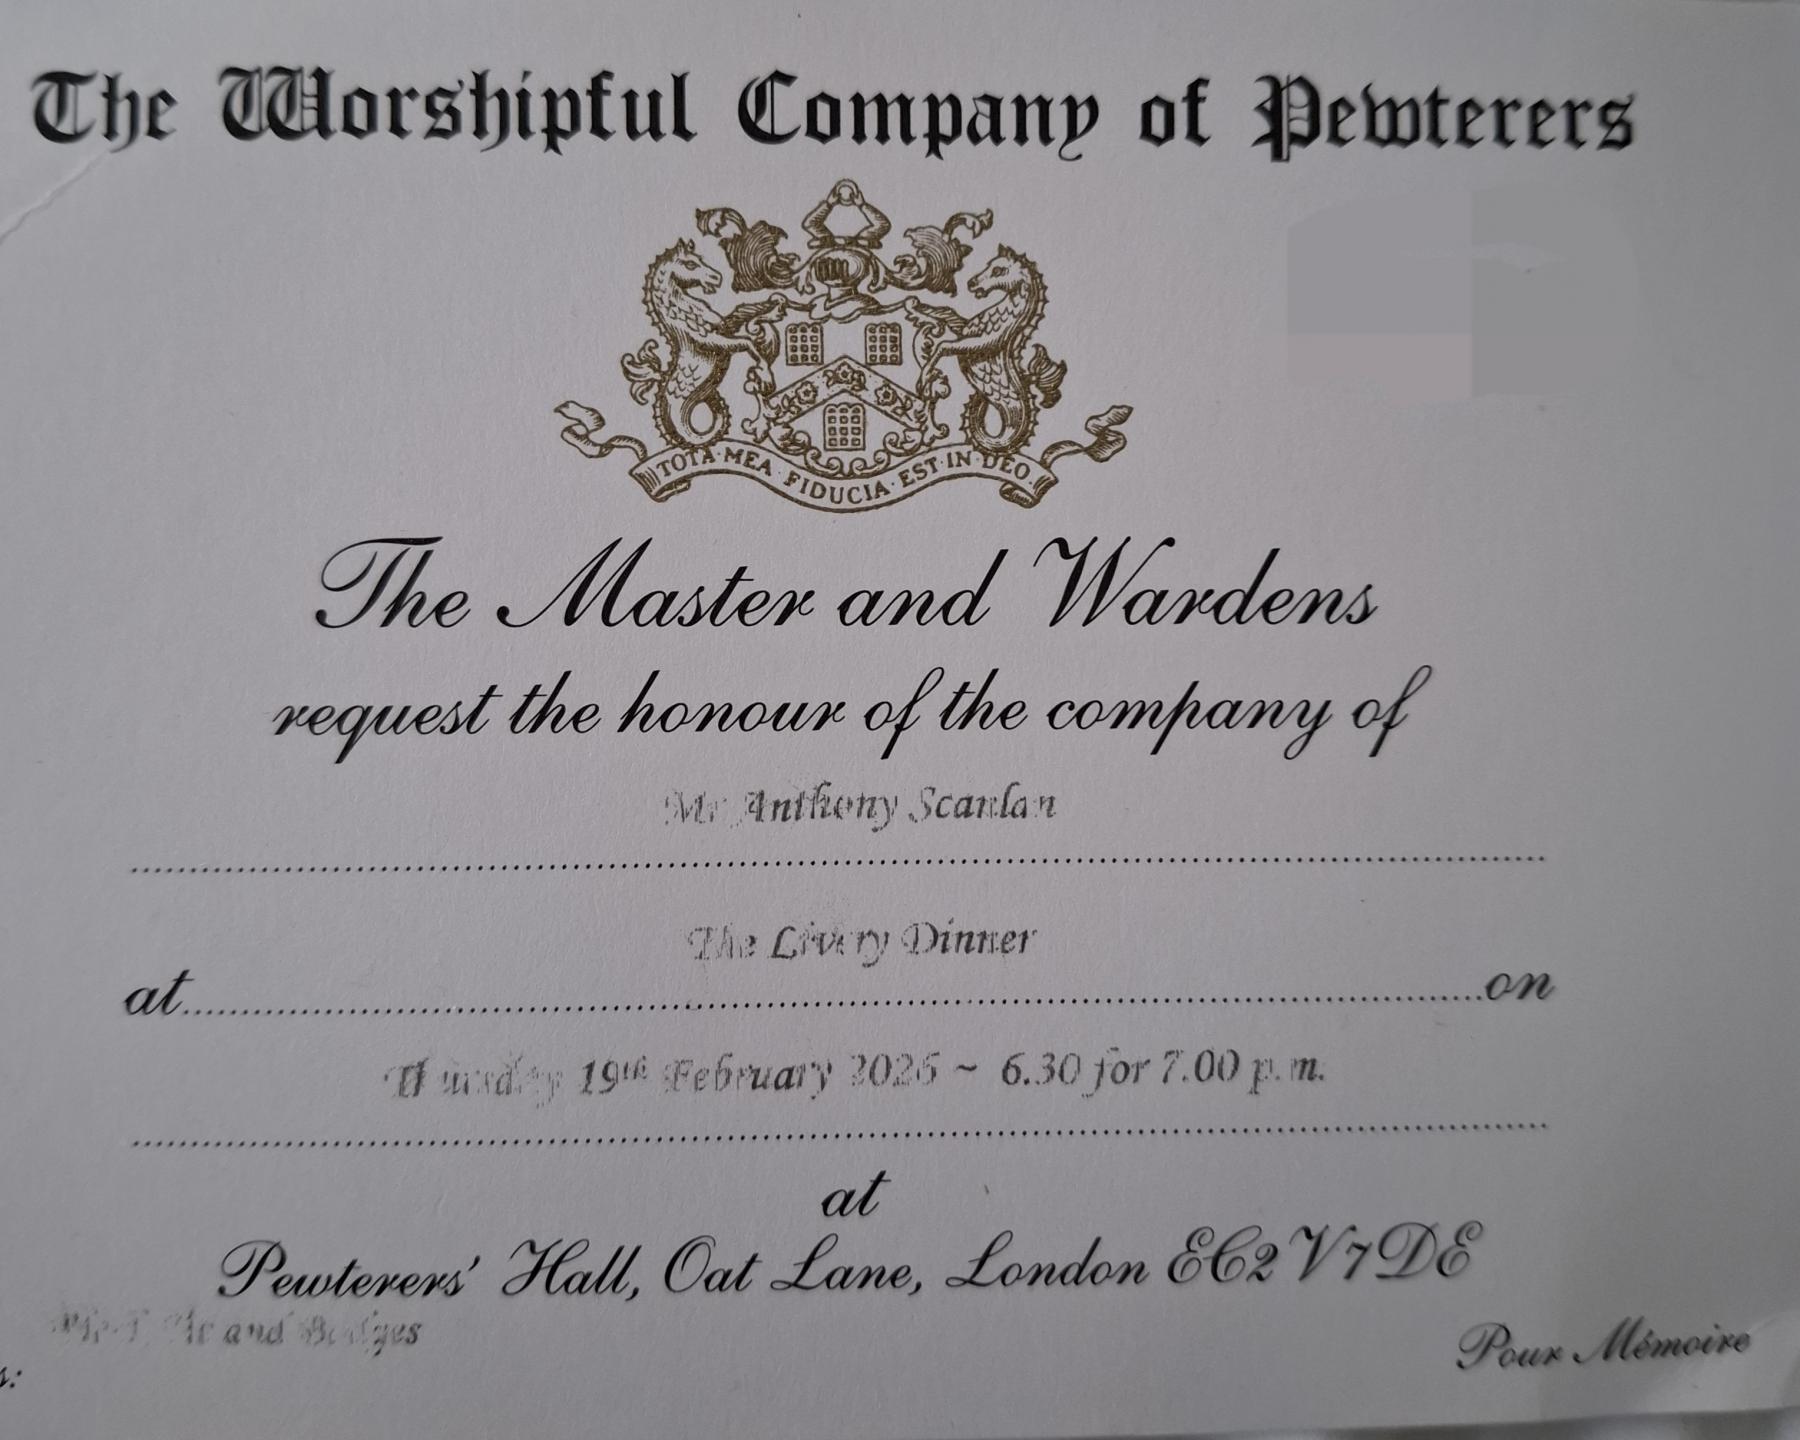 The Worshipful Company of Pewterers
TOTA · MEA · FIDUCIA · EST · IN · DEO ·
The Master and Wardens
request the honour of the company of
Mr Anthony Scanlan
The Livery Dinner
at on
Thursday 19th February 2026 ~ 6.30 for 7.00 p.m.
at
Pewterers' Hall, Oat Lane, London EC2V 7DE
and Badges
Pour Mémoire
s: